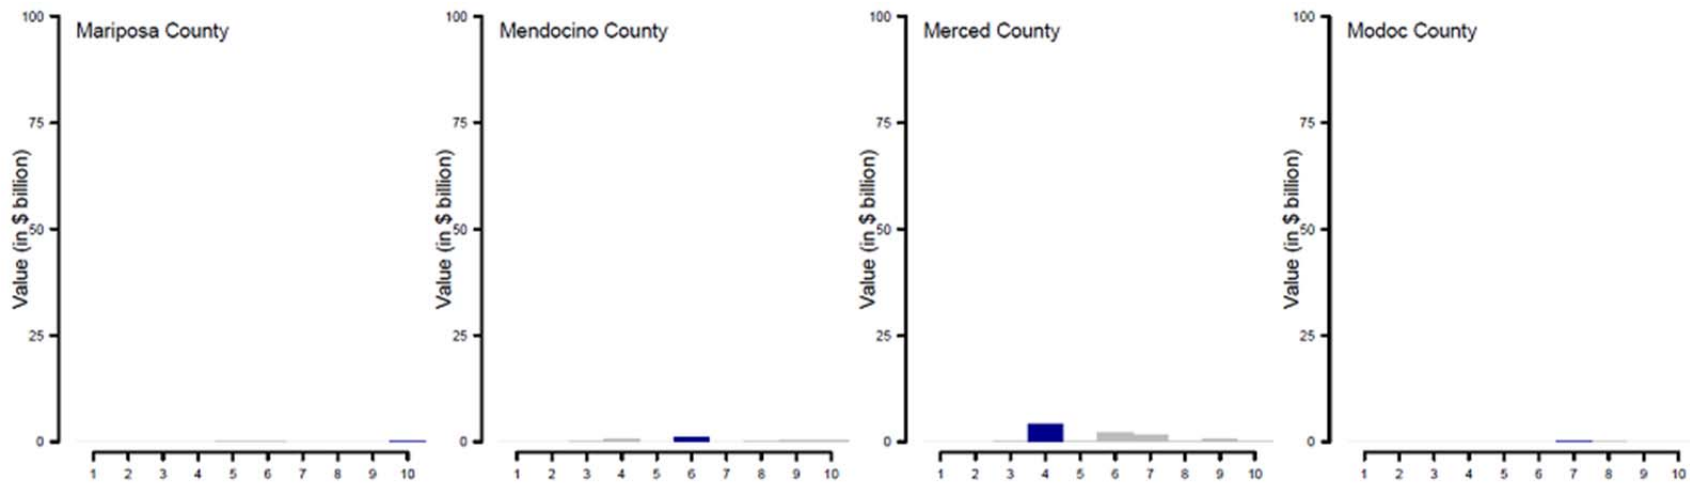 Mariposa County
Value (in $ billion)
100
75
50
25
0
1 2 3 4 5 6 7 8 9 10
Mendocino County
Value (in $ billion)
100
75
50
25
0
1 2 3 4 5 6 7 8 9 10
Merced County
Value (in $ billion)
100
75
50
25
0
1 2 3 4 5 6 7 8 9 10
Modoc County
Value (in $ billion)
100
75
50
25
0
1 2 3 4 5 6 7 8 9 10